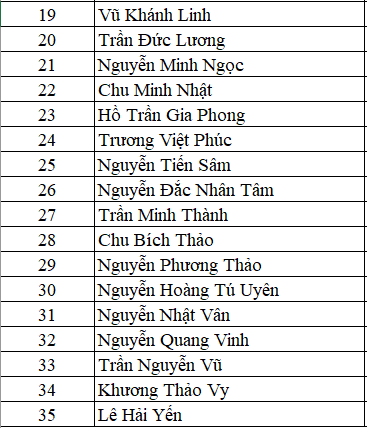 19 Vũ Khánh Linh
20 Trần Đức Lương
21 Nguyễn Minh Ngọc
22 Chu Minh Nhật
23 Hồ Trần Gia Phong
24 Trương Việt Phúc
25 Nguyễn Tiến Sâm
26 Nguyễn Đắc Nhân Tâm
27 Trần Minh Thành
28 Chu Bích Thảo
29 Nguyễn Phương Thảo
30 Nguyễn Hoàng Tú Uyên
31 Nguyễn Nhật Vân
32 Nguyễn Quang Vinh
33 Trần Nguyễn Vũ
34 Khương Thảo Vy
35 Lê Hải Yến